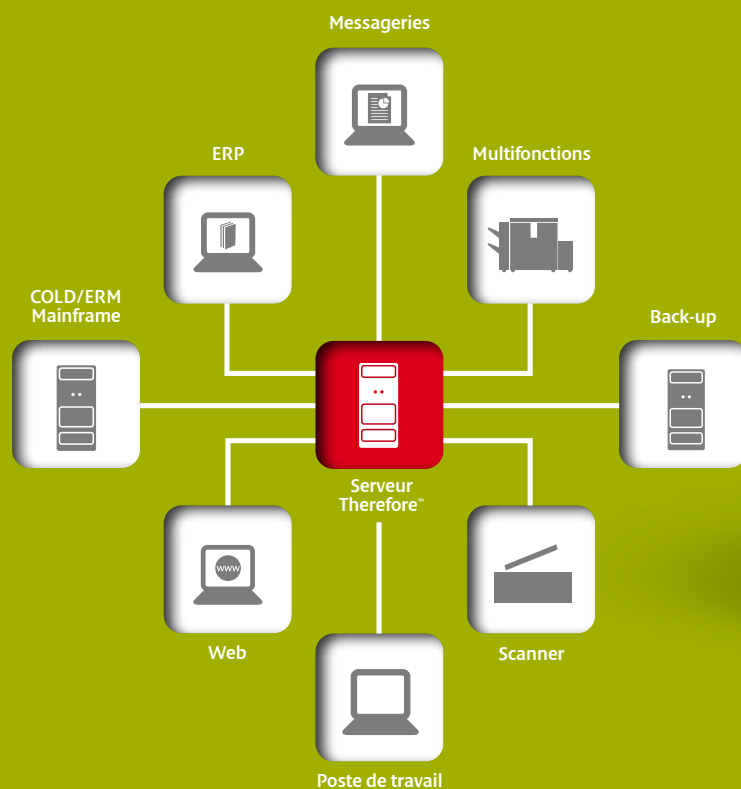 Messageries
ERP
Multifonctions
COLD/ERM
Mainframe
Back-up
Serveur
Therefore™
www
Web
Scanner
Poste de travail